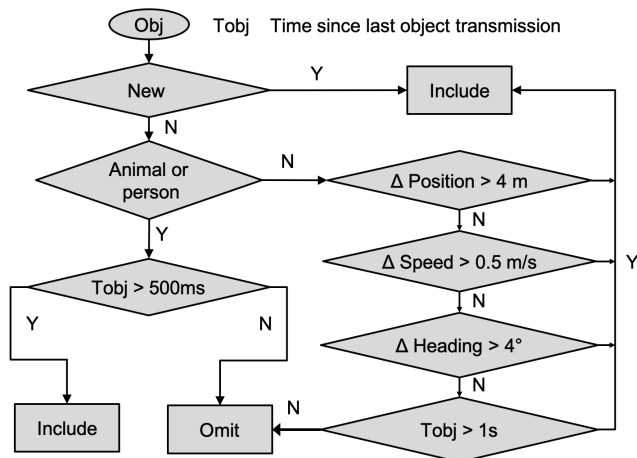 Obj
Tobj Time since last object transmission
New
Y
Include
N
Animal or
person
N
Δ Position > 4 m
Y
N
Tobj > 500ms
Δ Speed > 0.5 m/s
Y
Y
N
N
Δ Heading > 4°
N
Include
Omit
N
Tobj > 1s